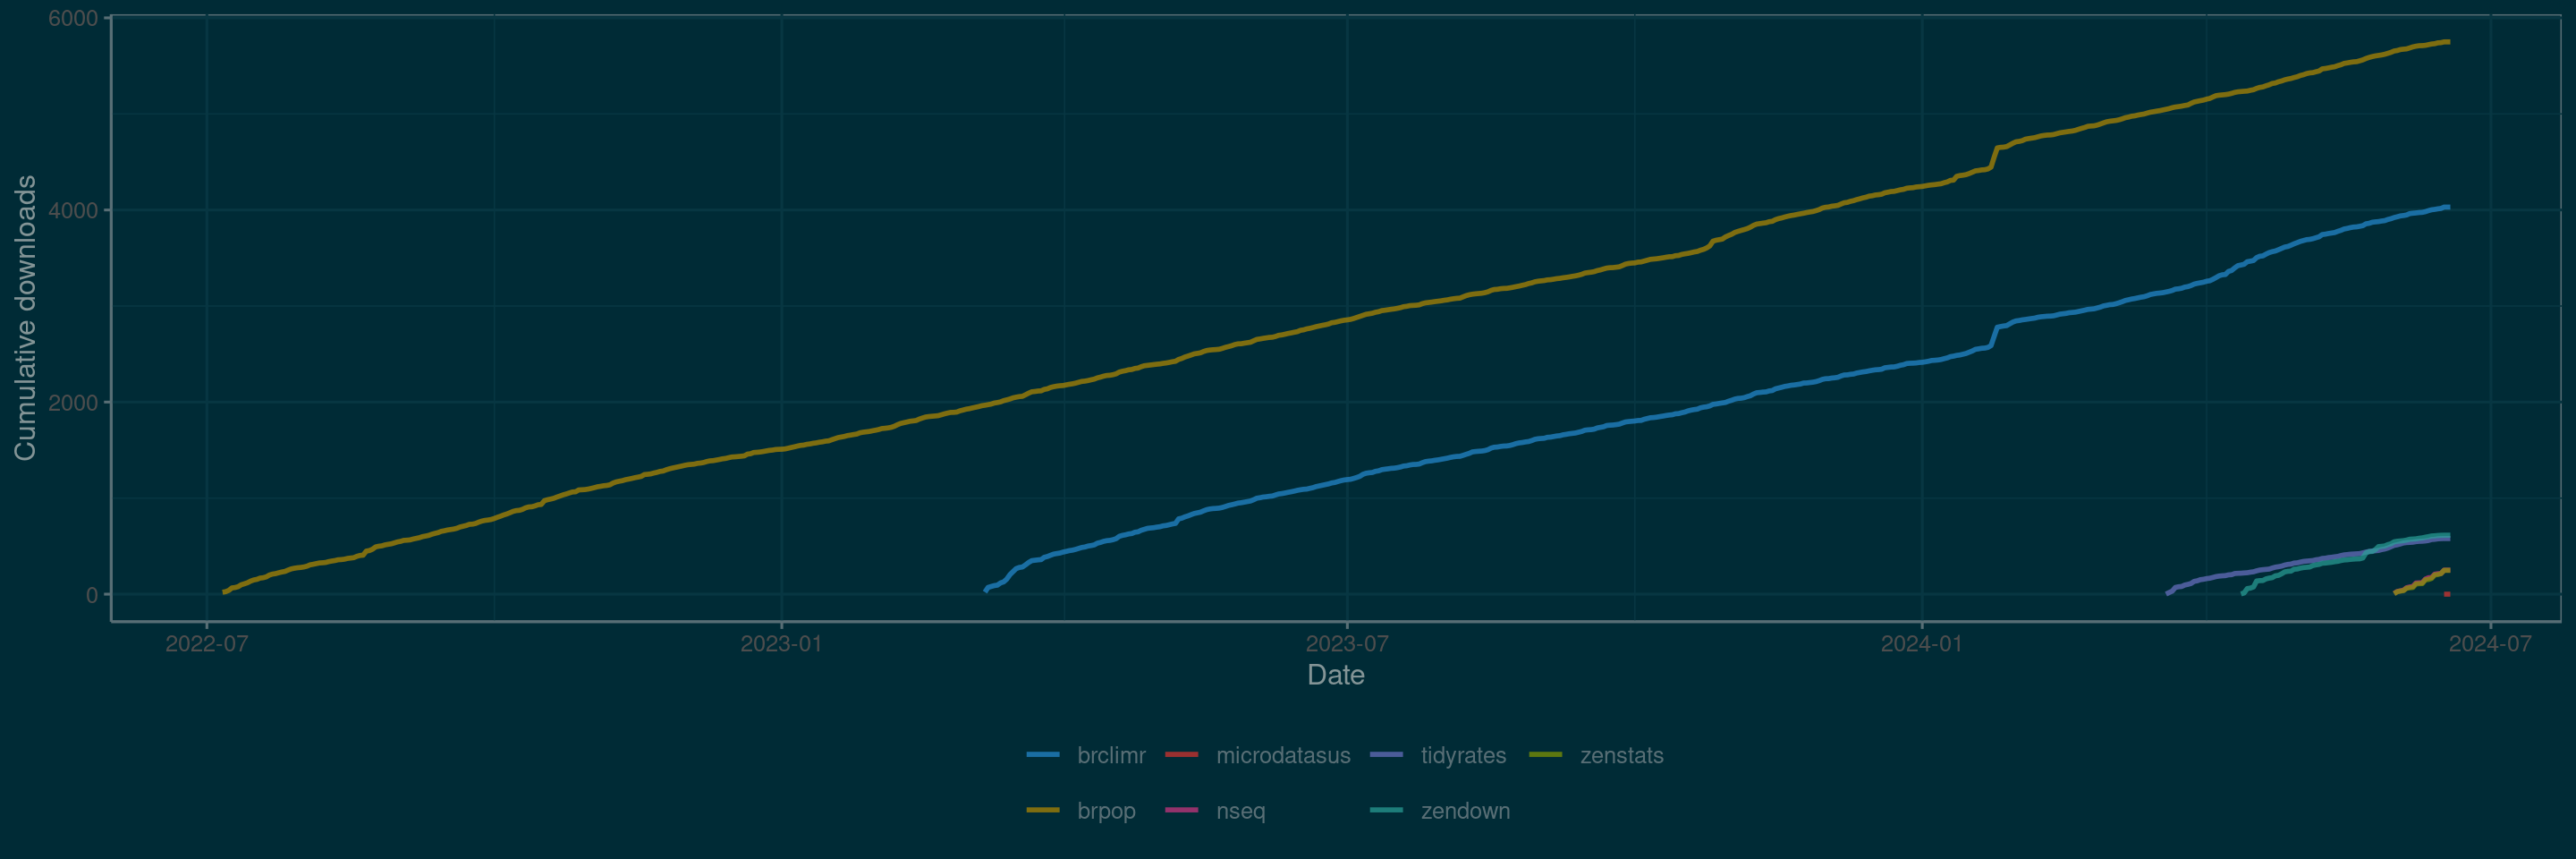 6000
4000
2000
0
Cumulative downloads
2022-07 2023-01 2023-07 2024-01 2024-07
Date
brclimr microdatasus tidyrates zenstats
brpop nseq zendown